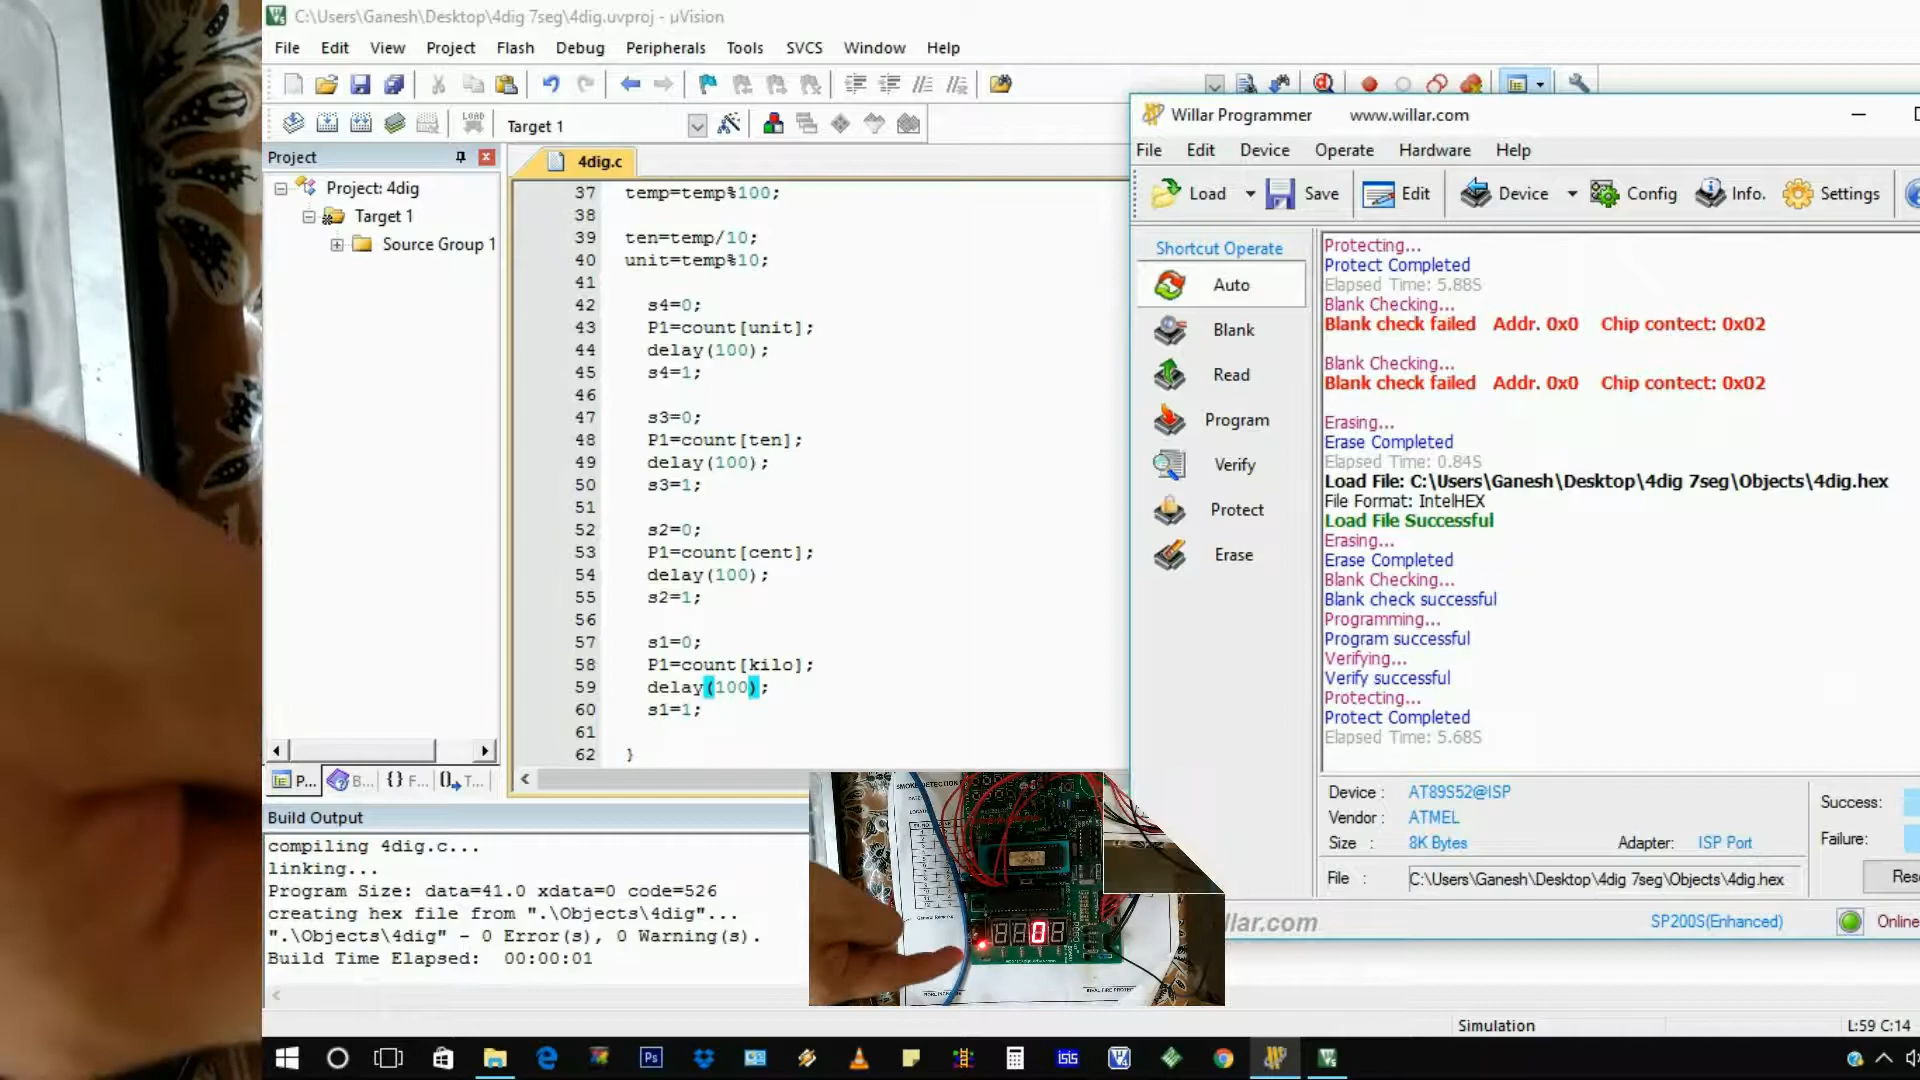 C:\Users\Ganesh\Desktop\4dig 7seg\4dig.uvproj - µVision
File Edit View Project Flash Debug Peripherals Tools SVCS Window Help
LOAD
Target 1
Project
4dig.c
Project: 4dig
Target 1
Source Group 1
P... B... {} F... T...
37 temp=temp%100;
38
39 ten=temp/10;
40 unit=temp%10;
41
42 s4=0;
43 P1=count[unit];
44 delay(100);
45 s4=1;
46
47 s3=0;
48 P1=count[ten];
49 delay(100);
50 s3=1;
51
52 s2=0;
53 P1=count[cent];
54 delay(100);
55 s2=1;
56
57 s1=0;
58 P1=count[kilo];
59 delay(100);
60 s1=1;
61
62 }
Build Output
compiling 4dig.c...
linking...
Program Size: data=41.0 xdata=0 code=526
creating hex file from ".\Objects\4dig"...
".\Objects\4dig" - 0 Error(s), 0 Warning(s).
Build Time Elapsed: 00:00:01
Willar Programmer www.willar.com
File Edit Device Operate Hardware Help
Load Save Edit Device Config Info. Settings
Shortcut Operate
Auto
Blank
Read
Program
Verify
Protect
Erase
Protecting...
Protect Completed
Elapsed Time: 5.88S
Blank Checking...
Blank check failed Addr. 0x0 Chip contect: 0x02
Blank Checking...
Blank check failed Addr. 0x0 Chip contect: 0x02
Erasing...
Erase Completed
Elapsed Time: 0.84S
Load File: C:\Users\Ganesh\Desktop\4dig 7seg\Objects\4dig.hex
File Format: IntelHEX
Load File Successful
Erasing...
Erase Completed
Blank Checking...
Blank check successful
Programming...
Program successful
Verifying...
Verify successful
Protecting...
Protect Completed
Elapsed Time: 5.68S
Device : AT89S52@ISP
Vendor : ATMEL
Size : 8K Bytes Adapter: ISP Port
File : C:\Users\Ganesh\Desktop\4dig 7seg\Objects\4dig.hex
Success:
Failure:
Res
llar.com
SP200S(Enhanced)
Online
SMOKE DETECTION
0
Simulation L:59 C:14
Ps
isis